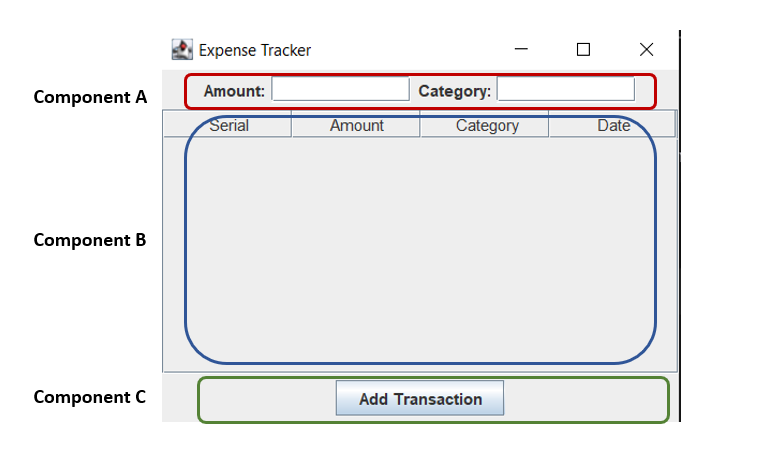 Expense Tracker
Component A
Amount: Category:
Serial Amount Category Date
Component B
Component C
Add Transaction